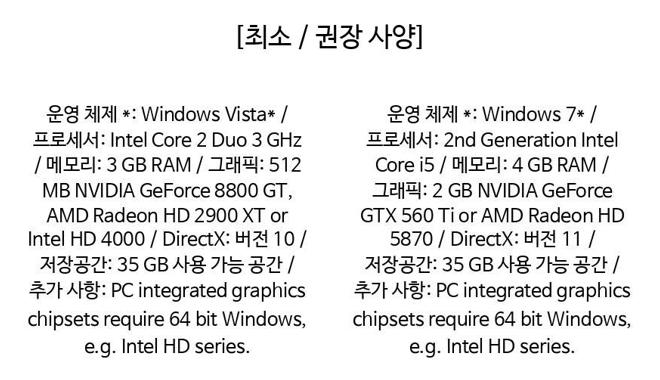 [최소 / 권장 사양]
운영 체제 *: Windows Vista* /
프로세서: Intel Core 2 Duo 3 GHz
/ 메모리: 3 GB RAM / 그래픽: 512
MB NVIDIA GeForce 8800 GT,
AMD Radeon HD 2900 XT or
Intel HD 4000 / DirectX: 버전 10 /
저장공간: 35 GB 사용 가능 공간 /
추가 사항: PC integrated graphics
chipsets require 64 bit Windows,
e.g. Intel HD series.
운영 체제 *: Windows 7* /
프로세서: 2nd Generation Intel
Core i5 / 메모리: 4 GB RAM /
그래픽: 2 GB NVIDIA GeForce
GTX 560 Ti or AMD Radeon HD
5870 / DirectX: 버전 11 /
저장공간: 35 GB 사용 가능 공간 /
추가 사항: PC integrated graphics
chipsets require 64 bit Windows,
e.g. Intel HD series.